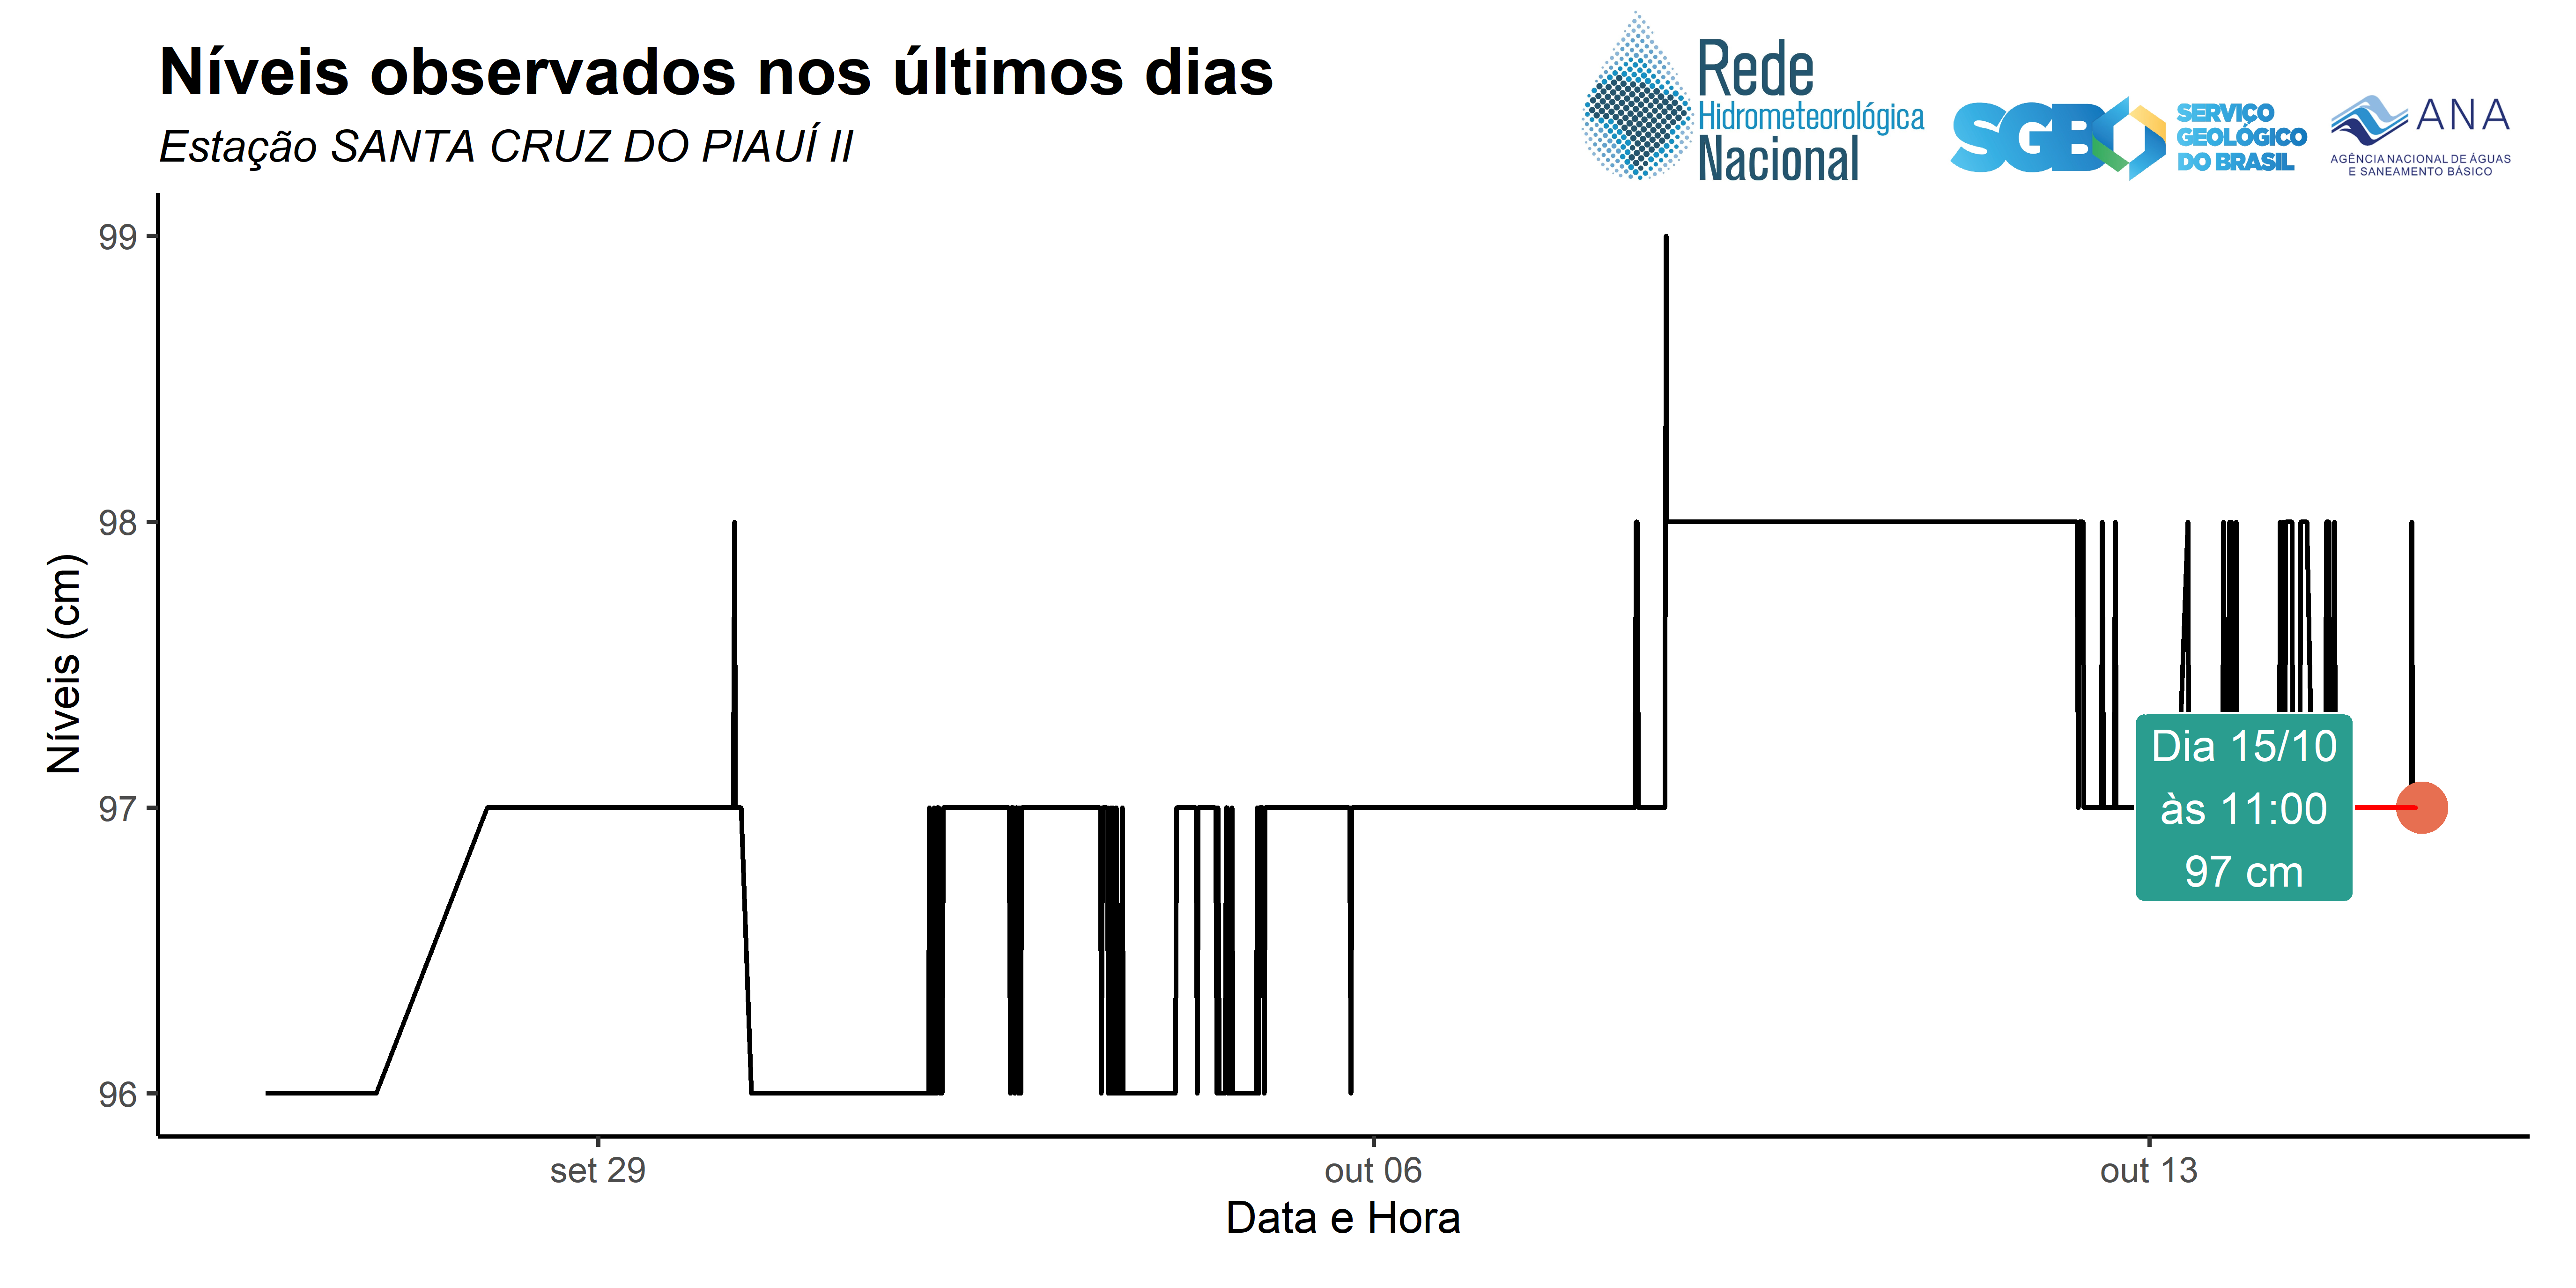 Níveis observados nos últimos dias
Estação SANTA CRUZ DO PIAUÍ II
Rede
Hidrometeorológica
Nacional
SGB
SERVIÇO
GEOLÓGICO
DO BRASIL
ANA
AGÊNCIA NACIONAL DE ÁGUAS
E SANEAMENTO BÁSICO
99
98
97
96
Níveis (cm)
Dia 15/10
às 11:00
97 cm
set 29
out 06
out 13
Data e Hora